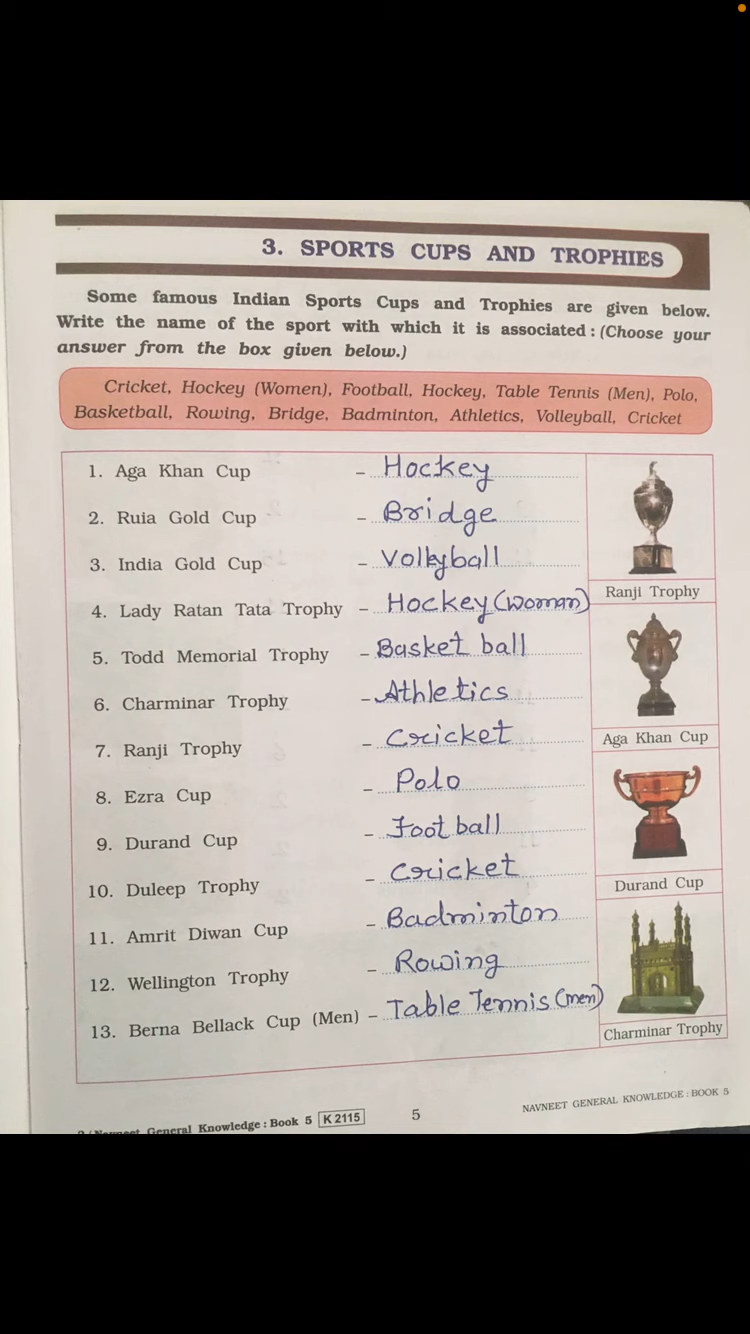 3. SPORTS CUPS AND TROPHIES
Some famous Indian Sports Cups and Trophies are given below.
Write the name of the sport with which it is associated : (Choose your
answer from the box given below.)
Cricket, Hockey (Women), Football, Hockey, Table Tennis (Men), Polo,
Basketball, Rowing, Bridge, Badminton, Athletics, Volleyball, Cricket
1. Aga Khan Cup – Hockey
2. Ruia Gold Cup – Bridge
3. India Gold Cup – Vollyball
4. Lady Ratan Tata Trophy – Hockey (woman)
5. Todd Memorial Trophy – Basket ball
6. Charminar Trophy – Athletics
7. Ranji Trophy – Cricket
8. Ezra Cup – Polo
9. Durand Cup – Football
10. Duleep Trophy – Cricket
11. Amrit Diwan Cup – Badminton
12. Wellington Trophy – Rowing
13. Berna Bellack Cup (Men) – Table Tennis (men)
Ranji Trophy
Aga Khan Cup
Durand Cup
Charminar Trophy
General Knowledge : Book 5 K 2115
5
NAVNEET GENERAL KNOWLEDGE : BOOK 5